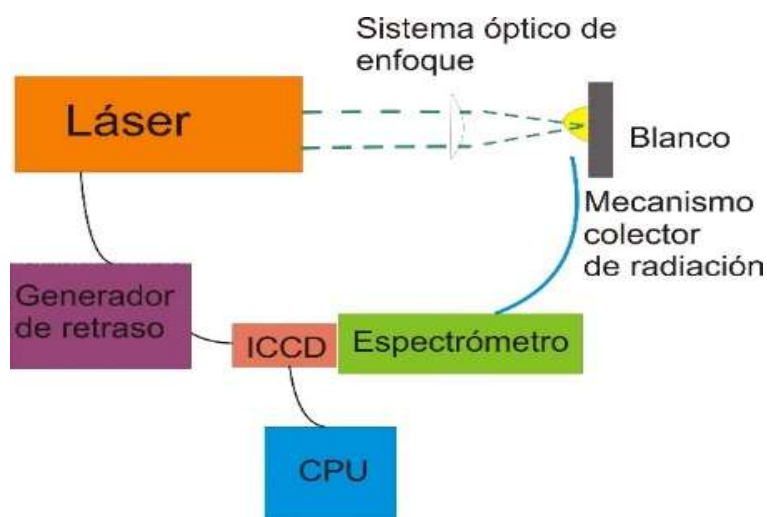 Sistema óptico de
enfoque
Láser
Blanco
Mecanismo
colector
de radiación
Generador
de retraso
ICCD
Espectrómetro
CPU